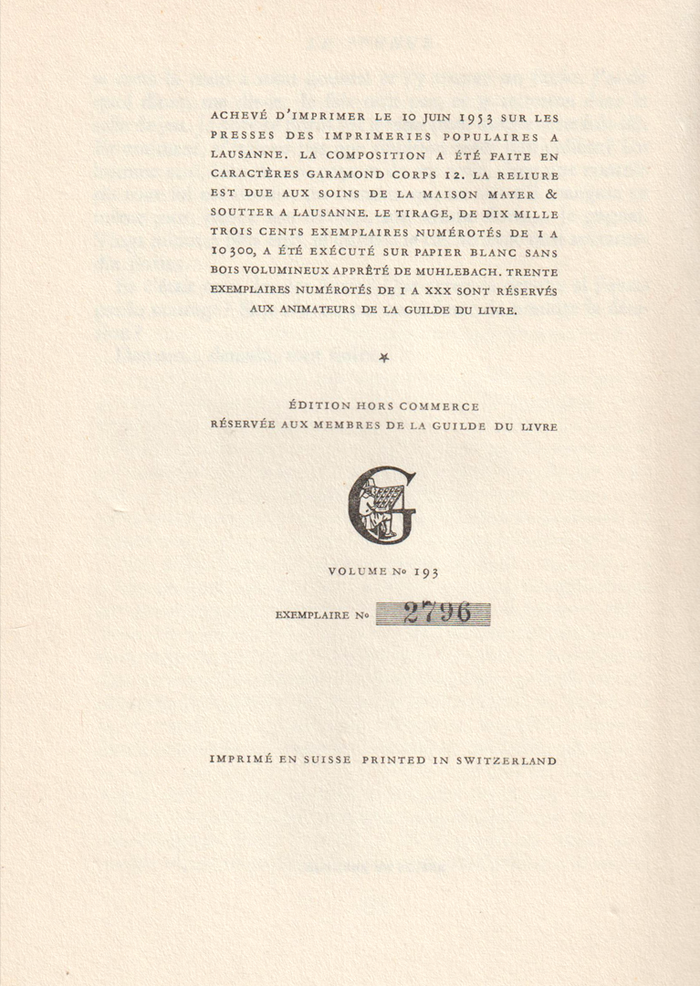 ACHEVÉ D'IMPRIMER LE 10 JUIN 1953 SUR LES
PRESSES DES IMPRIMERIES POPULAIRES A
LAUSANNE. LA COMPOSITION A ÉTÉ FAITE EN
CARACTÈRES GARAMOND CORPS 12. LA RELIURE
EST DUE AUX SOINS DE LA MAISON MAYER &
SOUTTER A LAUSANNE. LE TIRAGE, DE DIX MILLE
TROIS CENTS EXEMPLAIRES NUMÉROTÉS DE 1 A
10300, A ÉTÉ EXÉCUTÉ SUR PAPIER BLANC SANS
BOIS VOLUMINEUX APPRÊTÉ DE MUHLEBACH. TRENTE
EXEMPLAIRES NUMÉROTÉS DE I A XXX SONT RÉSERVÉS
AUX ANIMATEURS DE LA GUILDE DU LIVRE.
ÉDITION HORS COMMERCE
RÉSERVÉE AUX MEMBRES DE LA GUILDE DU LIVRE
G
VOLUME No 193
EXEMPLAIRE No 2796
IMPRIMÉ EN SUISSE PRINTED IN SWITZERLAND